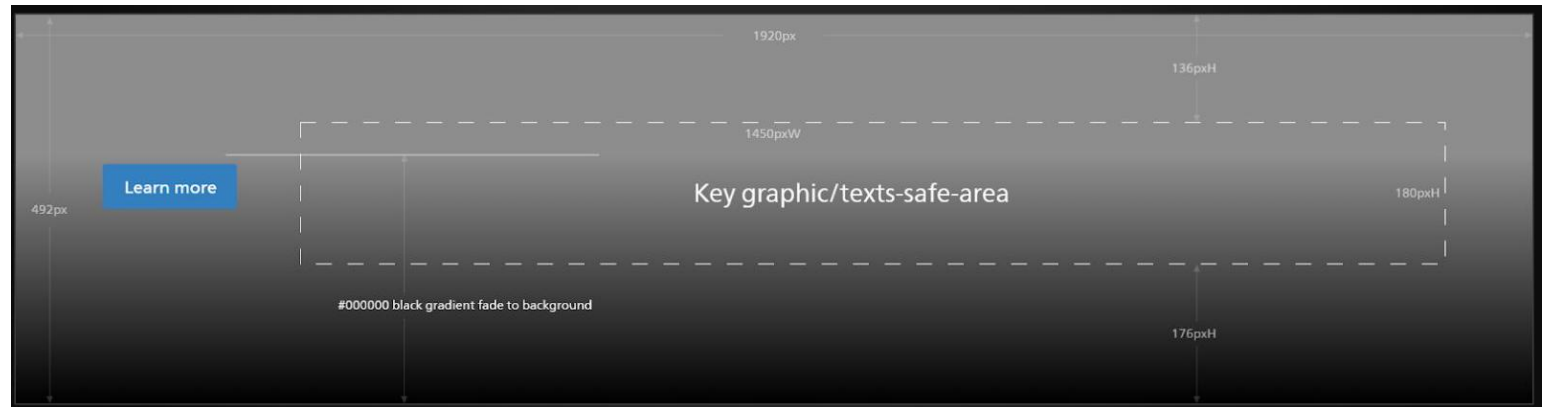 1920px
136pxH
1450pxW
Learn more
Key graphic/texts-safe-area
180pxH
492px
#000000 black gradient fade to background
176pxH